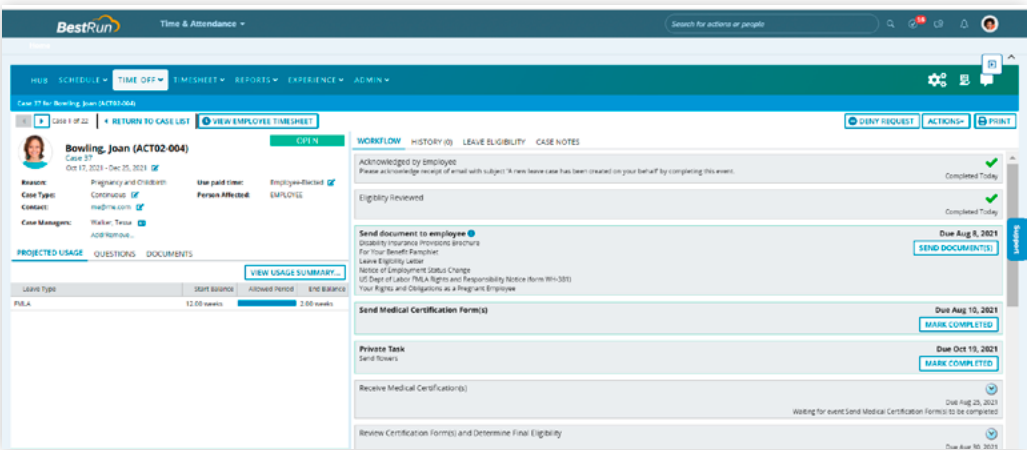 BestRun
Time & Attendance
Search for actions or people
HUB SCHEDULE TIME OFF TIMESHEET REPORTS EXPERIENCE ADMIN
Case 37 for Bowling, Joan (ACT02-004)
Case 1 of 22 RETURN TO CASE LIST VIEW EMPLOYEE TIMESHEET DENY REQUEST ACTIONS PRINT
Bowling, Joan (ACT02-004)
OPEN
Case 37
Oct 17, 2021 - Dec 25, 2021
Reason: Pregnancy and Childbirth Use paid time: Employee-Elected
Case Type: Continuous Person Affected: EMPLOYEE
Contact: me@me.com
Case Managers: Walker, Tessa
Add/Remove...
PROJECTED USAGE QUESTIONS DOCUMENTS
VIEW USAGE SUMMARY...
Leave Type Start Balance Allowed Period End Balance
FMLA 12.00 weeks 2.00 weeks
WORKFLOW HISTORY (0) LEAVE ELIGIBILITY CASE NOTES
Acknowledged by Employee
Please acknowledge receipt of email with subject 'A new leave case has been created on your behalf' by completing this event.
Completed Today
Eligibility Reviewed
Completed Today
Send document to employee
Due Aug 8, 2021
Disability Insurance Provisions Brochure
SEND DOCUMENT(S)
For Your Benefit Pamphlet
Leave Eligibility Letter
Notice of Employment Status Change
US Dept of Labor FMLA Rights and Responsibility Notice (form WH-381)
Your Rights and Obligations as a Pregnant Employee
Send Medical Certification Form(s)
Due Aug 10, 2021
MARK COMPLETED
Private Task
Due Oct 19, 2021
Send flowers
MARK COMPLETED
Receive Medical Certification(s)
Due Aug 25, 2021
Waiting for event Send Medical Certification Form(s) to be completed
Review Certification Form(s) and Determine Final Eligibility
Due Aug 30, 2021
Support